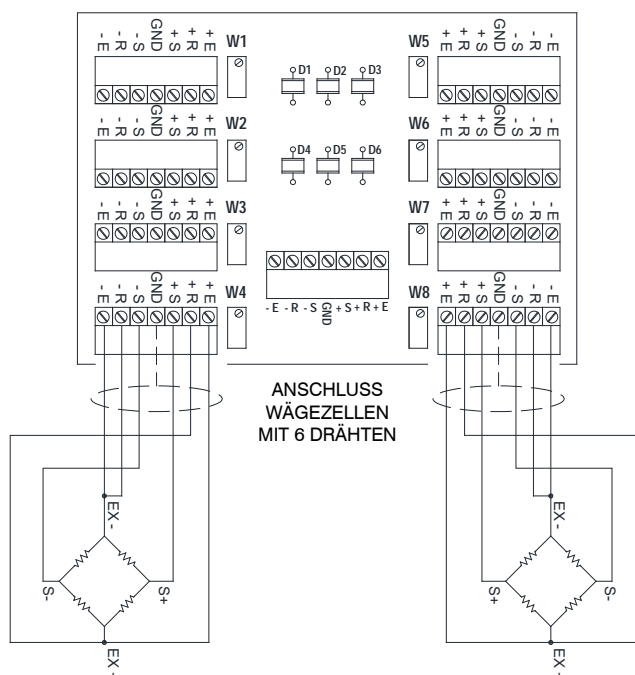 -E -R -S GND +S +R +E
W1
W5
-E +R +S GND -S -R +E
D1 D2 D3
-E -R -S GND +S +R +E
W2
W6
-E +R +S GND -S -R +E
D4 D5 D6
-E -R -S GND +S +R +E
W3
W7
-E +R +S GND -S -R +E
-E -R -S GND +S +R +E
W4
-E -R -S GND +S +R +E
W8
-E +R +S GND -S -R +E
ANSCHLUSS
WÄGEZELLEN
MIT 6 DRÄHTEN
EX -
S-
S+
EX -
EX -
S+
S-
EX -